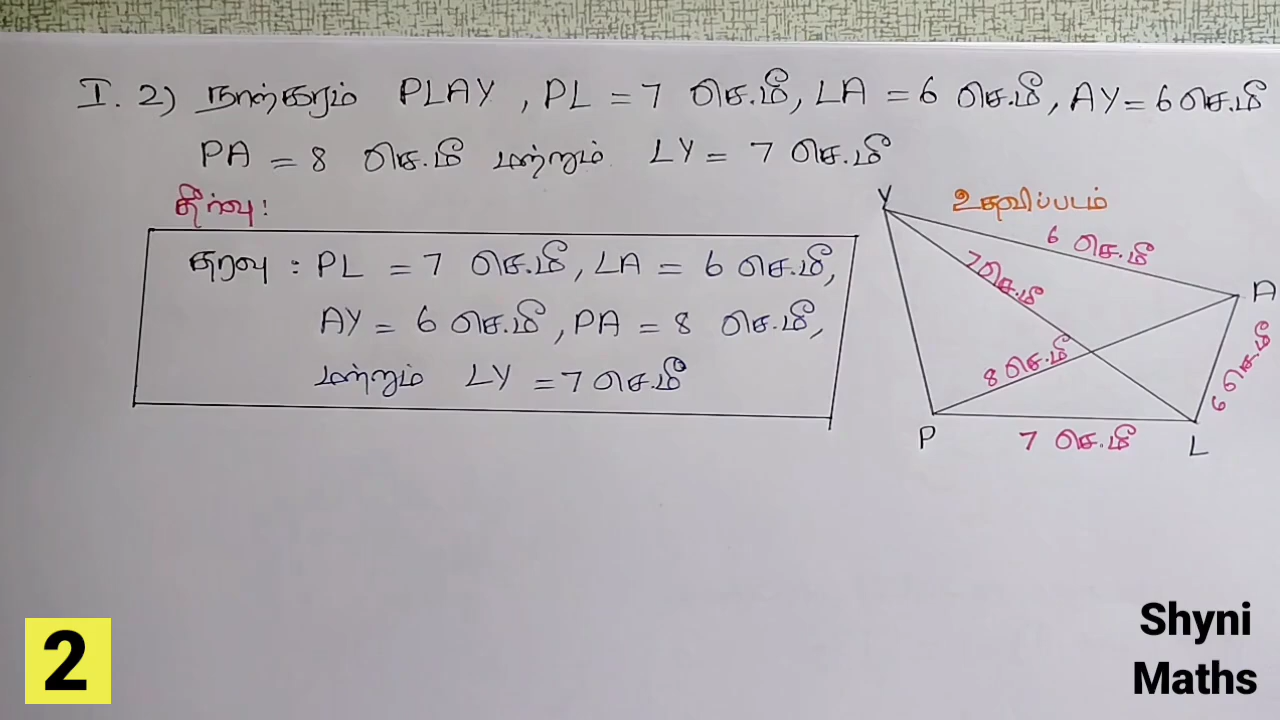 I. 2) நாற்கரம் PLAY , PL = 7 செ.மீ, LA = 6 செ.மீ, AY = 6 செ.மீ
PA = 8 செ.மீ மற்றும் LY = 7 செ.மீ
தீர்வு :
உதவிப்படம்
தரவு : PL = 7 செ.மீ, LA = 6 செ.மீ,
AY = 6 செ.மீ, PA = 8 செ.மீ,
மற்றும் LY = 7 செ.மீ
Y
6 செ.மீ
7 செ.மீ
A
8 செ.மீ
6 செ.மீ
P
7 செ.மீ
L
2
Shyni
Maths